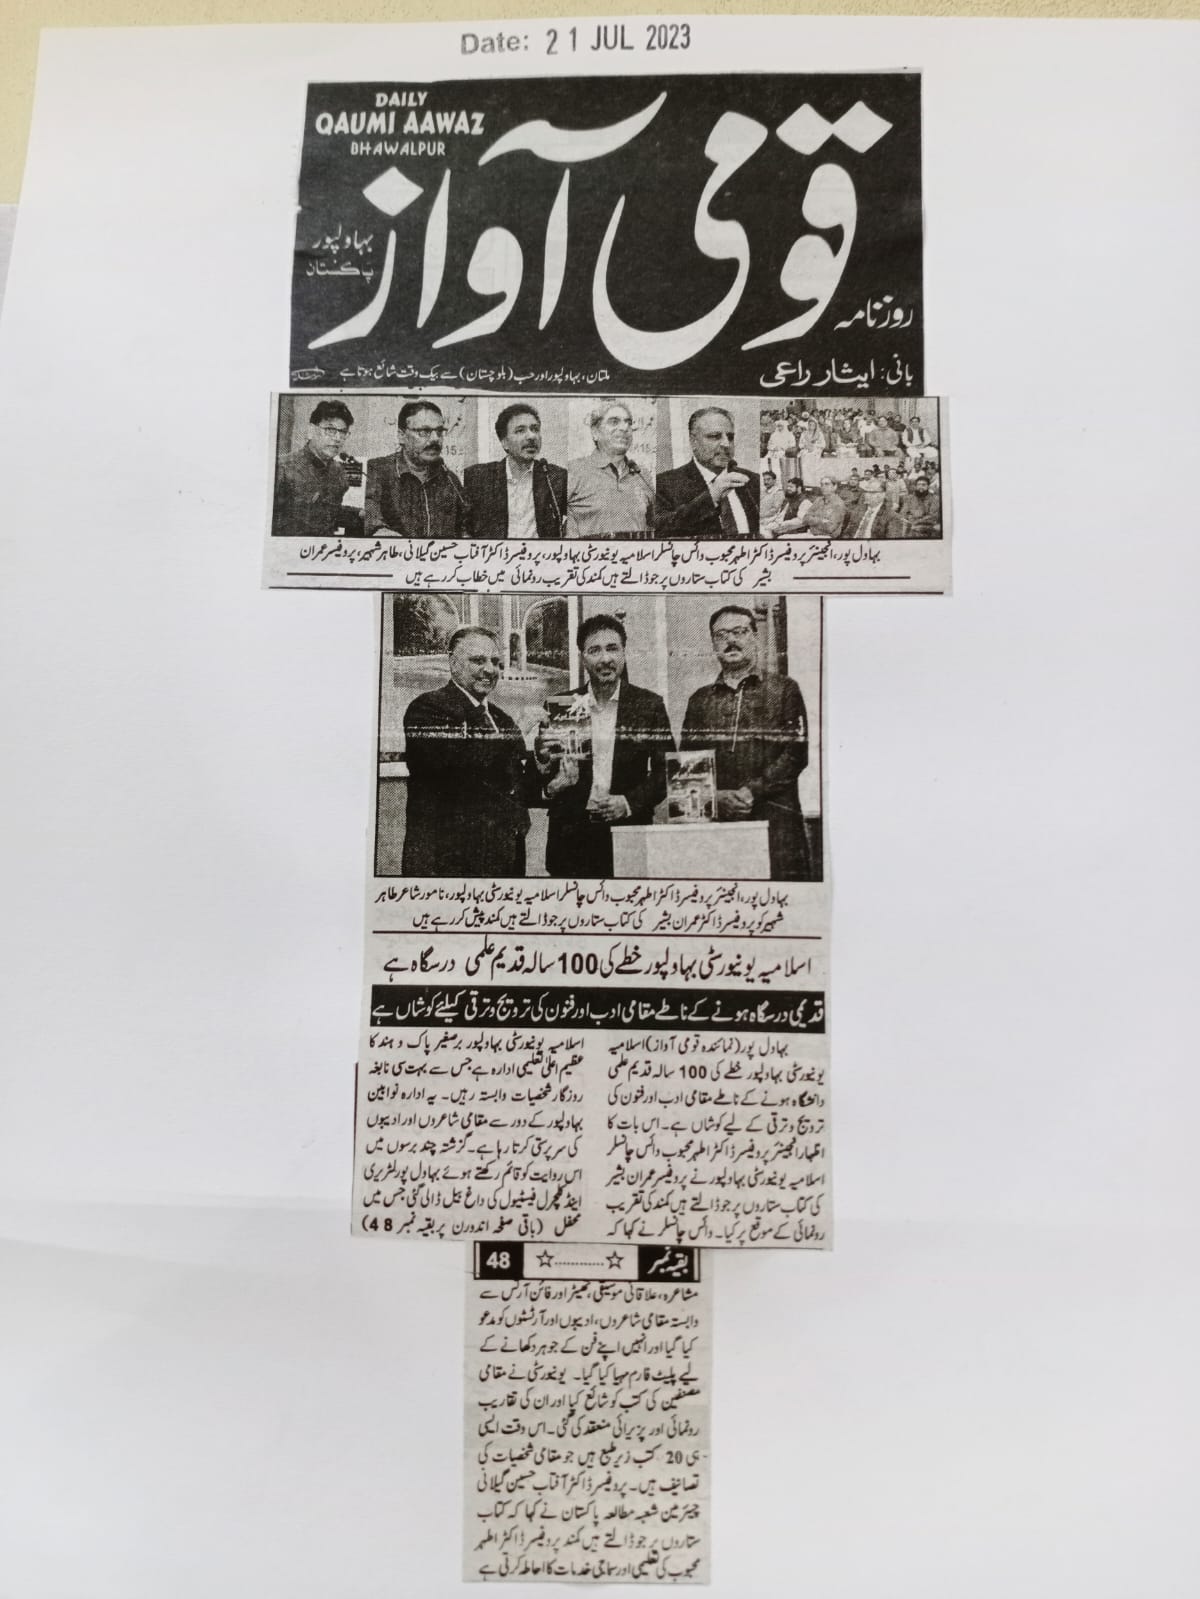 Date: 21 JUL 2023
DAILY
QAUMI AAWAZ
BHAWALPUR
قومی آواز
بہاولپور
پاکستان
روزنامہ
بانی: ایثار راعی
ملتان، بہاولپور اور حب (بلوچستان) سے بیک وقت شائع ہوتا ہے
بہاول پور، انجینئر پروفیسر ڈاکٹر اطہر محبوب وائس چانسلر اسلامیہ یونیورسٹی بہاولپور، پروفیسر ڈاکٹر آفتاب حسین گیلانی، طاہر شہیر، پروفیسر عمران
بشیر کی کتاب ستاروں پر جو ڈالتے ہیں کمند کی تقریب رونمائی میں خطاب کر رہے ہیں
بہاول پور، انجینئر پروفیسر ڈاکٹر اطہر محبوب وائس چانسلر اسلامیہ یونیورسٹی بہاولپور، نامور شاعر طاہر
شہیر کو پروفیسر ڈاکٹر عمران بشیر کی کتاب ستاروں پر جو ڈالتے ہیں کمند پیش کر رہے ہیں
اسلامیہ یونیورسٹی بہاولپور خطے کی 100 سالہ قدیم علمی درسگاہ ہے
قدیمی درسگاہ ہونے کے ناطے مقامی ادب اور فنون کی ترویج و ترقی کیلئے کوشاں ہے
بہاول پور (نمائندہ قومی آواز) اسلامیہ
یونیورسٹی بہاولپور خطے کی 100 سالہ قدیم علمی
دانشگاہ ہونے کے ناطے مقامی ادب اور فنون کی
ترویج و ترقی کے لیے کوشاں ہے۔ اس بات کا
اظہار انجینئر پروفیسر ڈاکٹر اطہر محبوب وائس چانسلر
اسلامیہ یونیورسٹی بہاولپور نے پروفیسر عمران بشیر
کی کتاب ستاروں پر جو ڈالتے ہیں کمند کی تقریب
رونمائی کے موقع پر کیا۔ وائس چانسلر نے کہا کہ
اسلامیہ یونیورسٹی بہاولپور برصغیر پاک و ہند کا
عظیم اعلیٰ تعلیمی ادارہ ہے جس سے بہت سی نابغہ
روزگار شخصیات وابستہ رہیں۔ یہ ادارہ نوابین
بہاولپور کے دور سے مقامی شاعروں اور ادیبوں
کی سرپرستی کرتا رہا ہے۔ گزشتہ چند برسوں میں
اس روایت کو قائم رکھتے ہوئے بہاول پور لٹریری
اینڈ کلچرل فیسٹیول کی داغ بیل ڈالی گئی جس میں
محفل (باقی صفحہ اندورن پر بقیہ نمبر 48)
بقیہ نمبر ☆............☆ 48
مشاعرہ، علاقائی موسیقی، تھیٹر اور فائن آرٹس سے
وابستہ مقامی شاعروں، ادیبوں اور آرٹسٹوں کو مدعو
کیا گیا اور انہیں اپنے فن کے جوہر دکھانے کے
لیے پلیٹ فارم مہیا کیا گیا۔ یونیورسٹی نے مقامی
مصنفین کی کتب کو شائع کیا اور ان کی تقاریب
رونمائی اور پزیرائی منعقد کی گئی۔ اس وقت ایسی
ہی 20 کتب زیر طبع ہیں جو مقامی شخصیات کی
تصانیف ہیں۔ پروفیسر ڈاکٹر آفتاب حسین گیلانی
چیئرمین شعبہ مطالعہ پاکستان نے کہا کہ کتاب
ستاروں پر جو ڈالتے ہیں کمند پروفیسر ڈاکٹر اطہر
محبوب کی تعلیمی اور سماجی خدمات کا احاطہ کرتی ہے